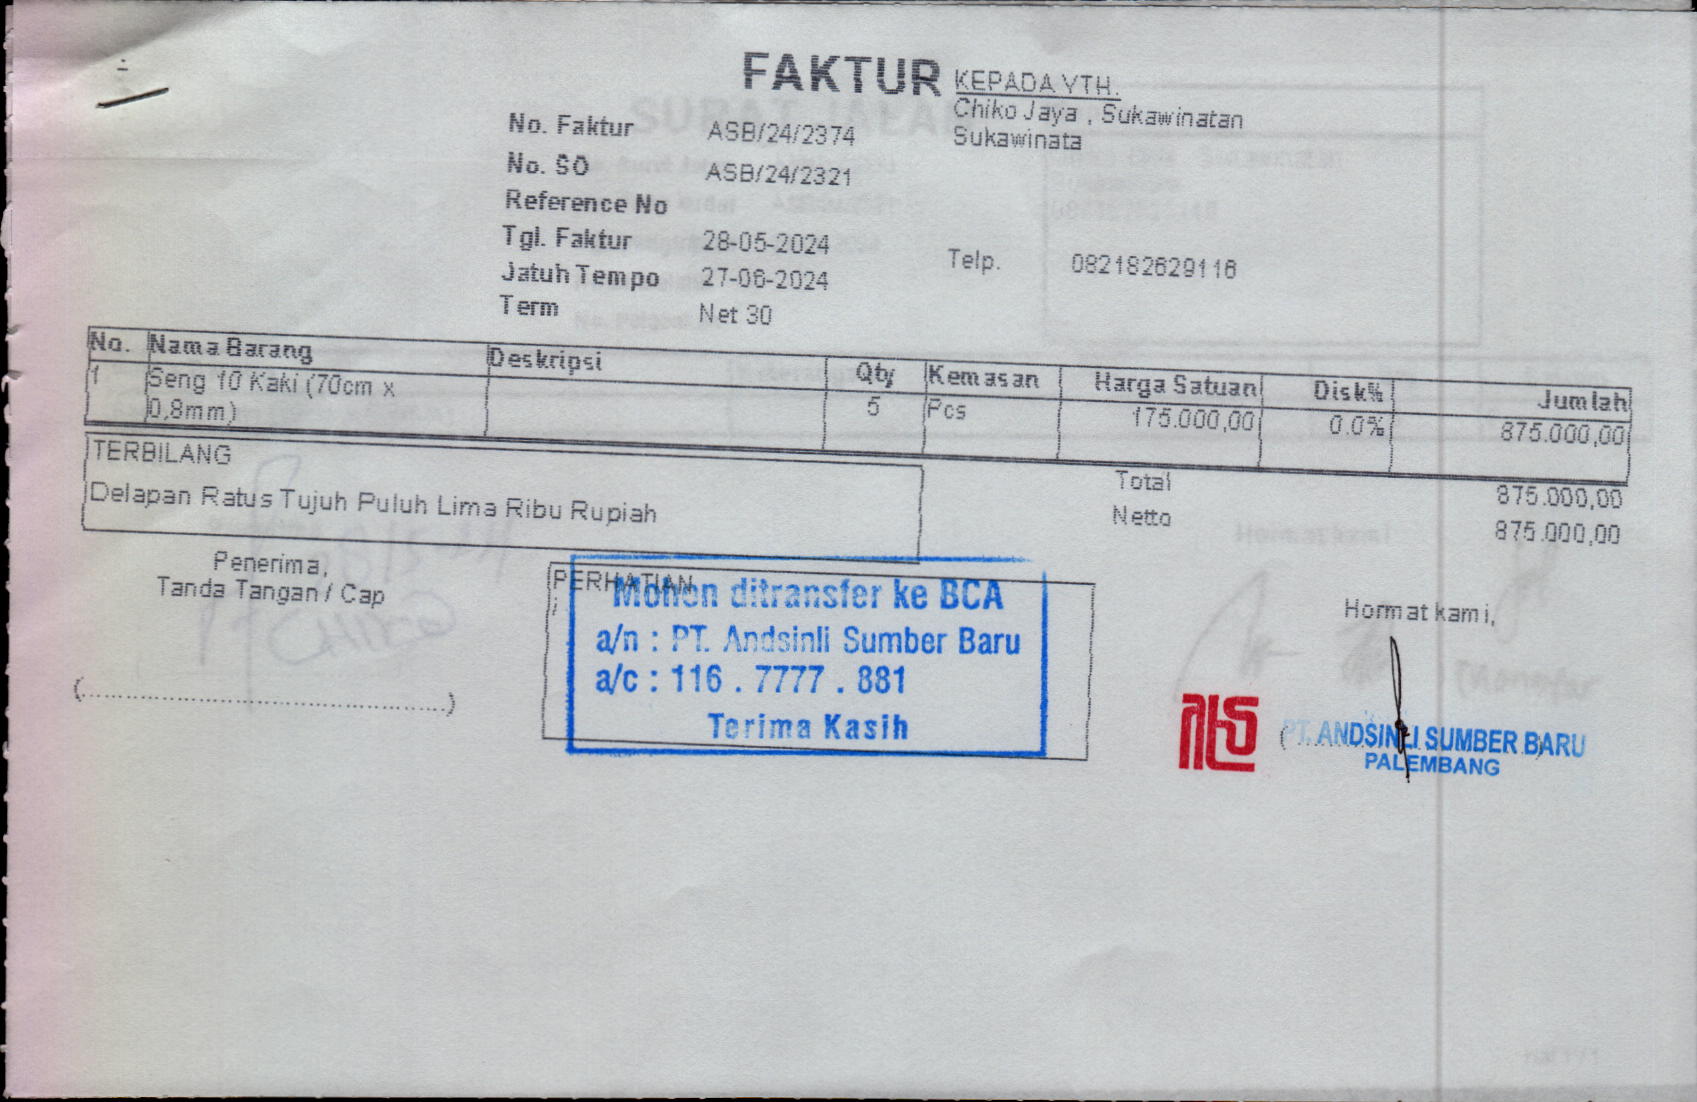 FAKTUR
KEPADA YTH.
Chiko Jaya , Sukawinatan
Sukawinata
No. Faktur ASB/24/2374
No. SO ASB/24/2321
Reference No
Tgl. Faktur 28-05-2024
Jatuh Tempo 27-06-2024
Term Net 30
Telp. 082182629116
No. Nama Barang Deskripsi Qty Kemasan Harga Satuan Disk% Jumlah
1 Seng 10 Kaki (70cm x 5 Pcs 175.000,00 0.0% 875.000,00
0,8mm)
TERBILANG
Delapan Ratus Tujuh Puluh Lima Ribu Rupiah
Total 875.000,00
Netto 875.000,00
Penerima,
Tanda Tangan / Cap
(..............................................)
PERHATIAN
;
Mohon ditransfer ke BCA
a/n : PT. Andsinli Sumber Baru
a/c : 116 . 7777 . 881
Terima Kasih
Hormat kami,
PT. ANDSINLI SUMBER BARU
PALEMBANG